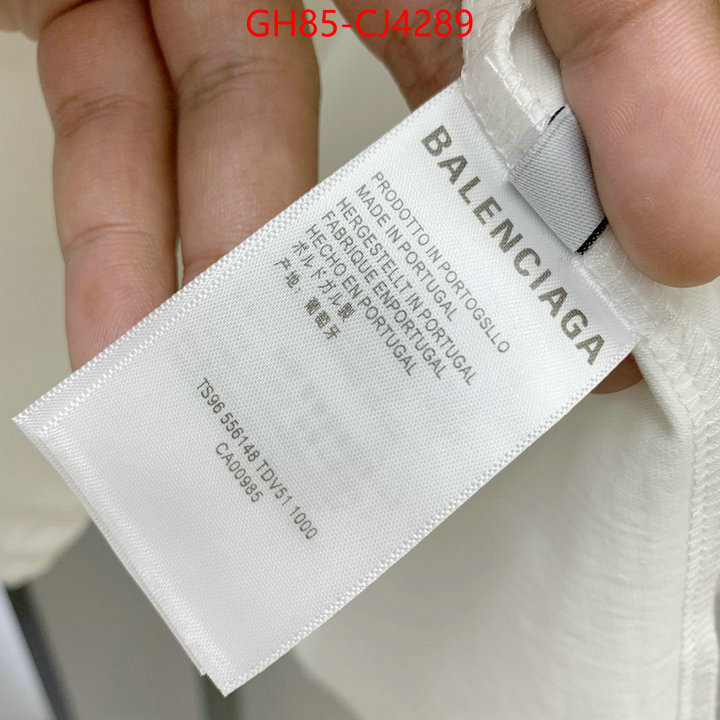 GH85-CJ4289
BALENCIAGA
PRODOTTO IN PORTOGSLLO
MADE IN PORTUGAL
HERGESTELLT IN PORTUGAL
FABRIQUE ENPORTUGAL
HECHO EN PORTUGAL
ポルドガル製
产地：葡萄牙
TS96 556148 TDV51 1000
CA00985